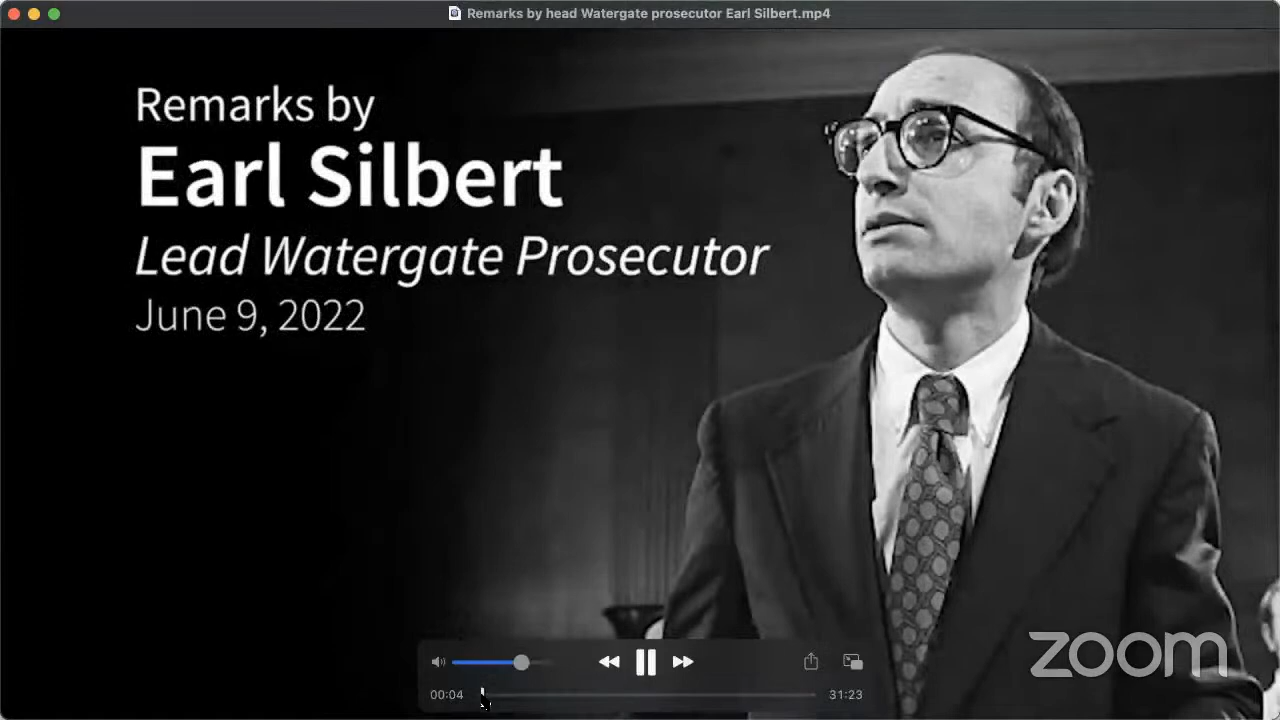 Remarks by head Watergate prosecutor Earl Silbert.mp4
Remarks by
Earl Silbert
Lead Watergate Prosecutor
June 9, 2022
zoom
00:04
31:23